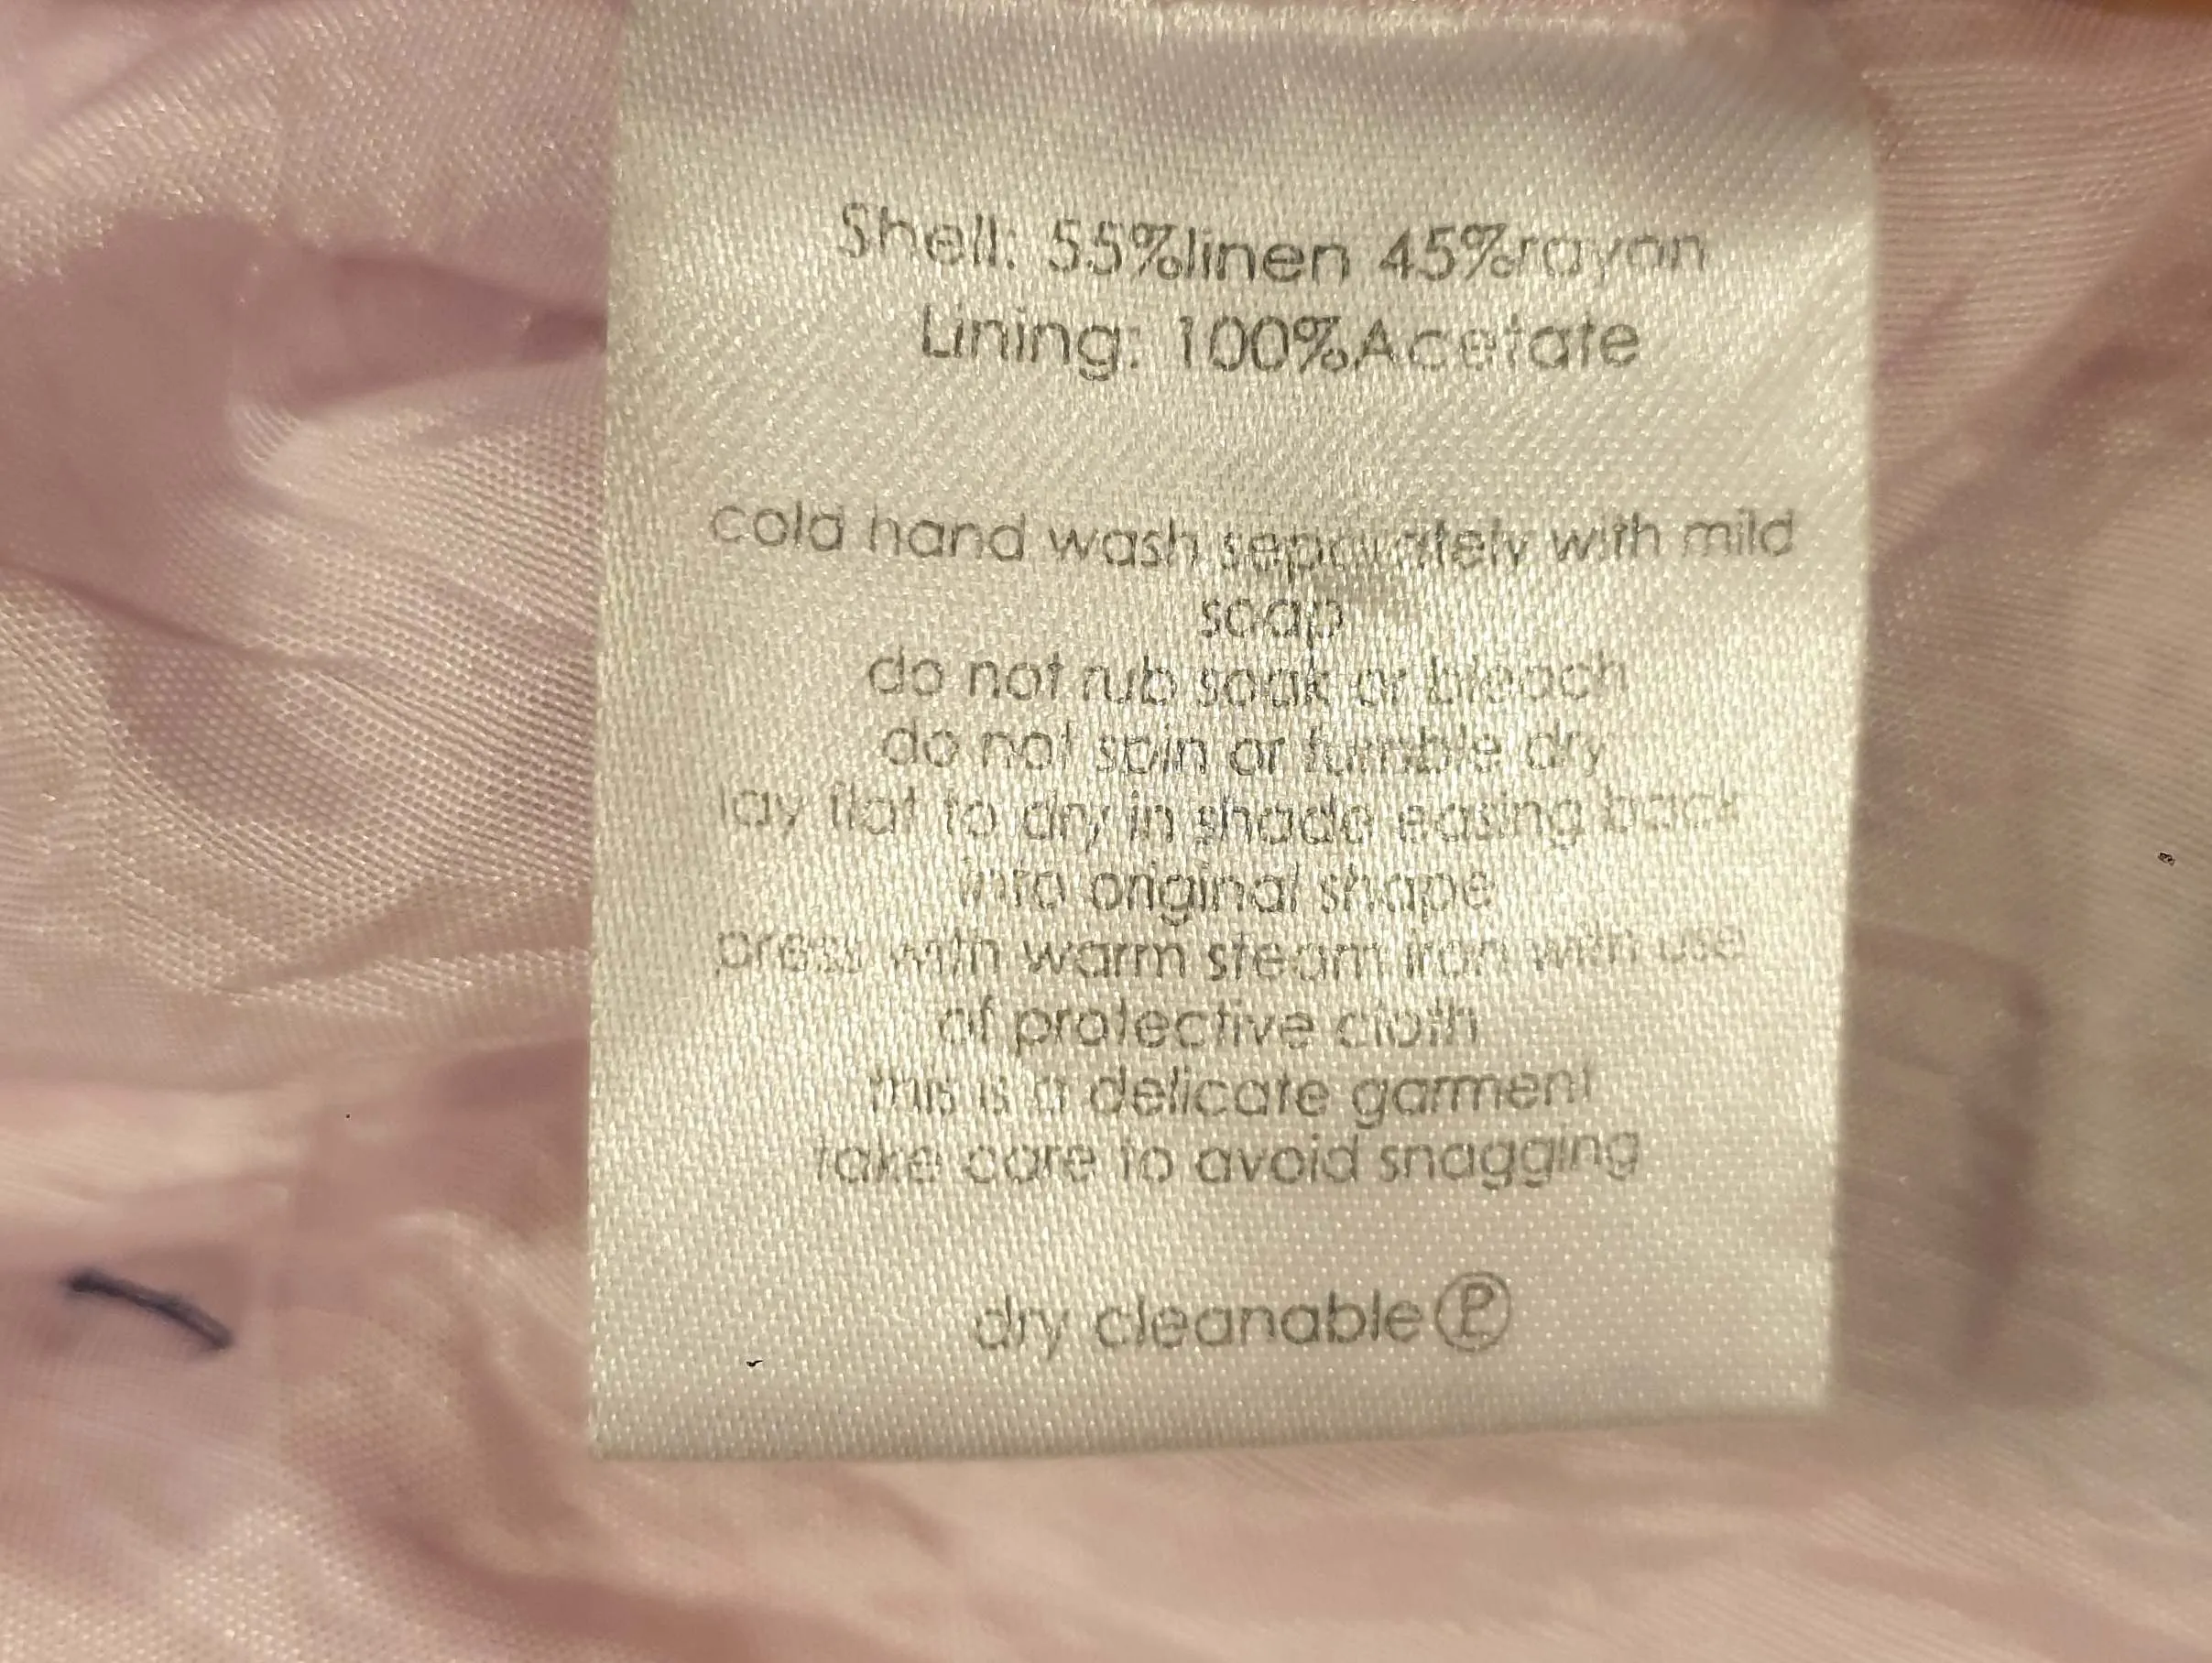 Shell: 55%linen 45%rayon
Lining: 100%Acetate
cold hand wash separately with mild
soap
do not rub soak or bleach
do not spin or tumble dry
lay flat to dry in shade easing back
into original shape
press with warm steam iron with use
of protective cloth
this is a delicate garment
take care to avoid snagging
dry cleanable Ⓟ